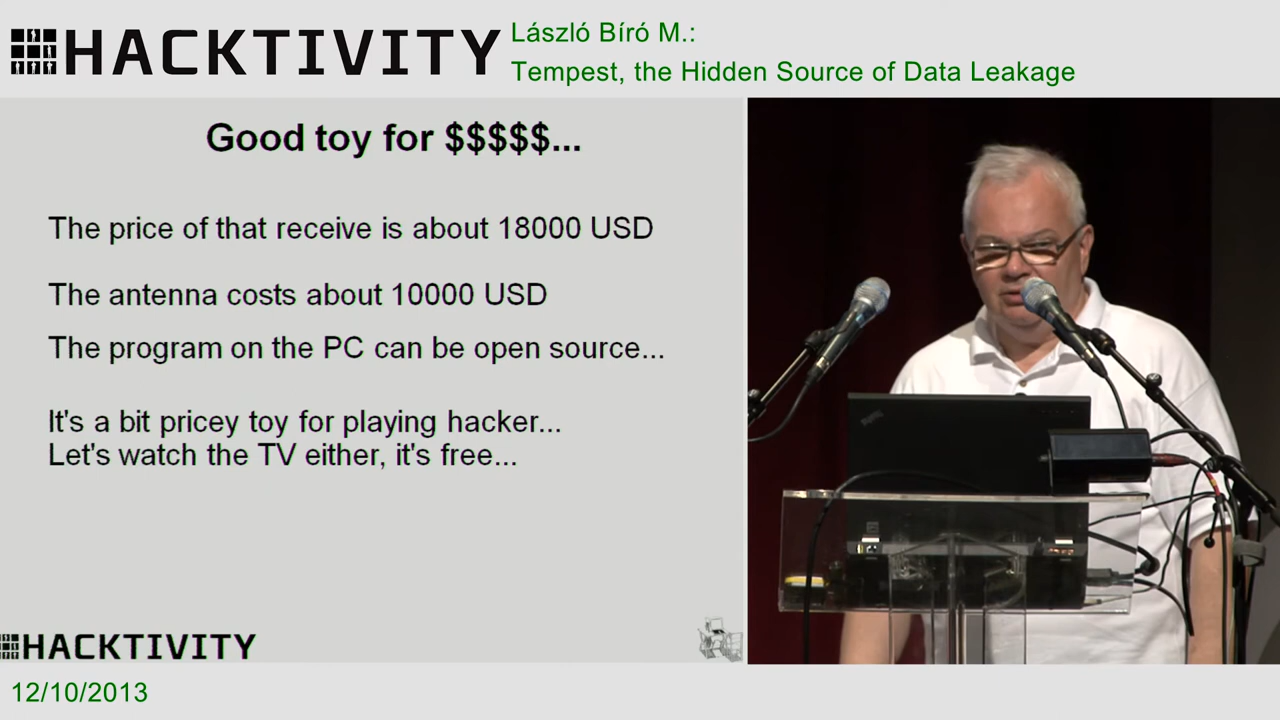 HACKTIVITY
László Bíró M.:
Tempest, the Hidden Source of Data Leakage
Good toy for $$$$$...
The price of that receive is about 18000 USD
The antenna costs about 10000 USD
The program on the PC can be open source...
It's a bit pricey toy for playing hacker...
Let's watch the TV either, it's free...
HACKTIVITY
12/10/2013